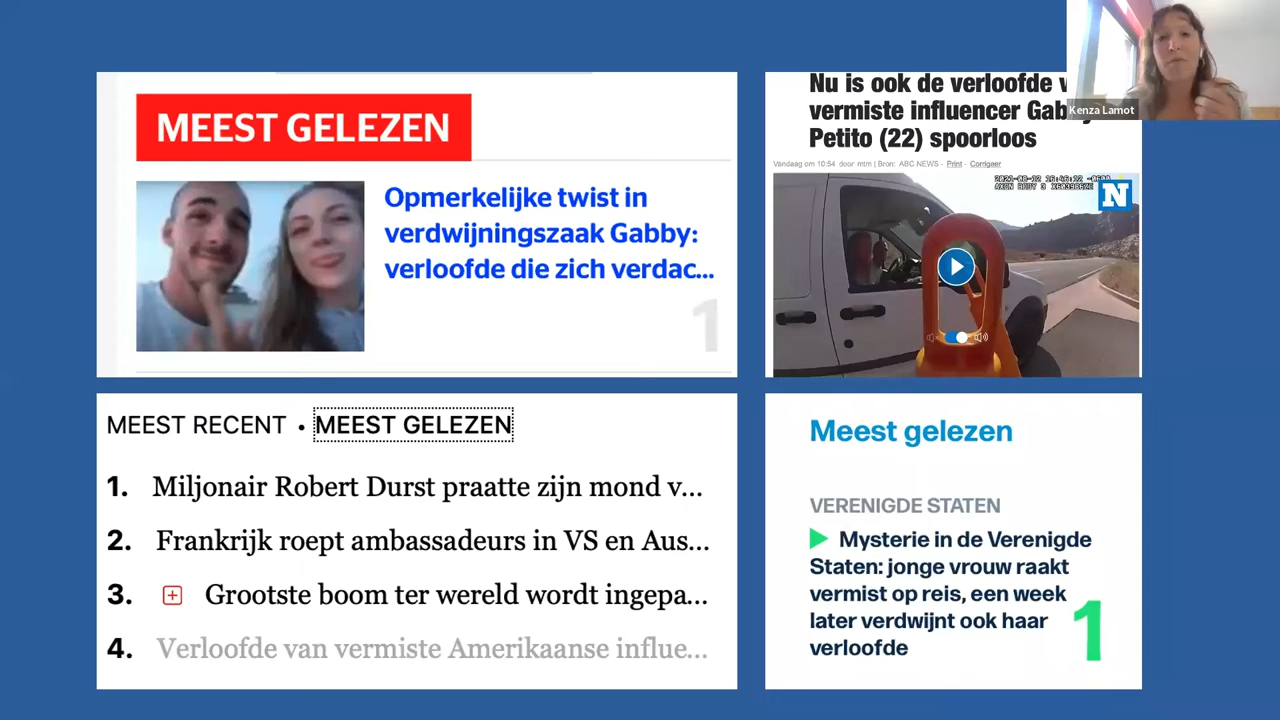 MEEST GELEZEN
Opmerkelijke twist in
verdwijningszaak Gabby:
verloofde die zich verdac...
1
Nu is ook de verloofde v
vermiste influencer Gab
Petito (22) spoorloos
Vandaag om 10:54 door mtm | Bron: ABC NEWS - Print - Corrigeer
N
Kenza Lamot
MEEST RECENT • MEEST GELEZEN
1. Miljonair Robert Durst praatte zijn mond v...
2. Frankrijk roept ambassadeurs in VS en Aus...
3. Grootste boom ter wereld wordt ingepa...
4. Verloofde van vermiste Amerikaanse influe...
Meest gelezen
VERENIGDE STATEN
Mysterie in de Verenigde
Staten: jonge vrouw raakt
vermist op reis, een week
later verdwijnt ook haar
verloofde
1